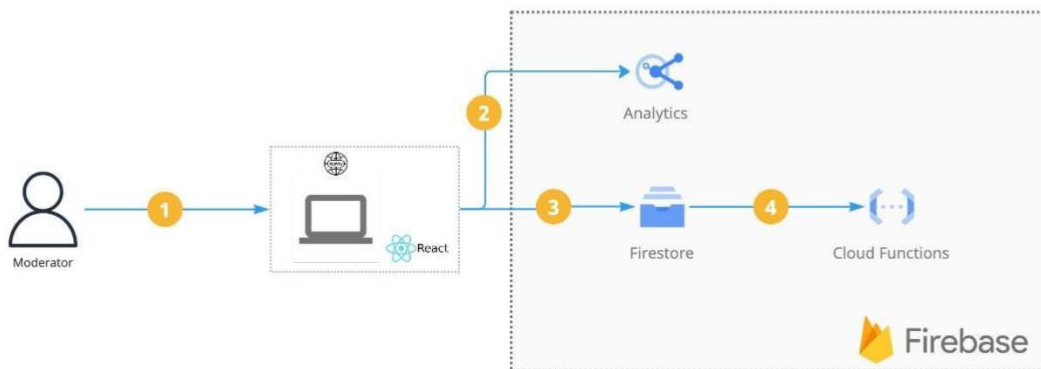 2
Analytics
1
Moderator
React
3
Firestore
4
Cloud Functions
Firebase